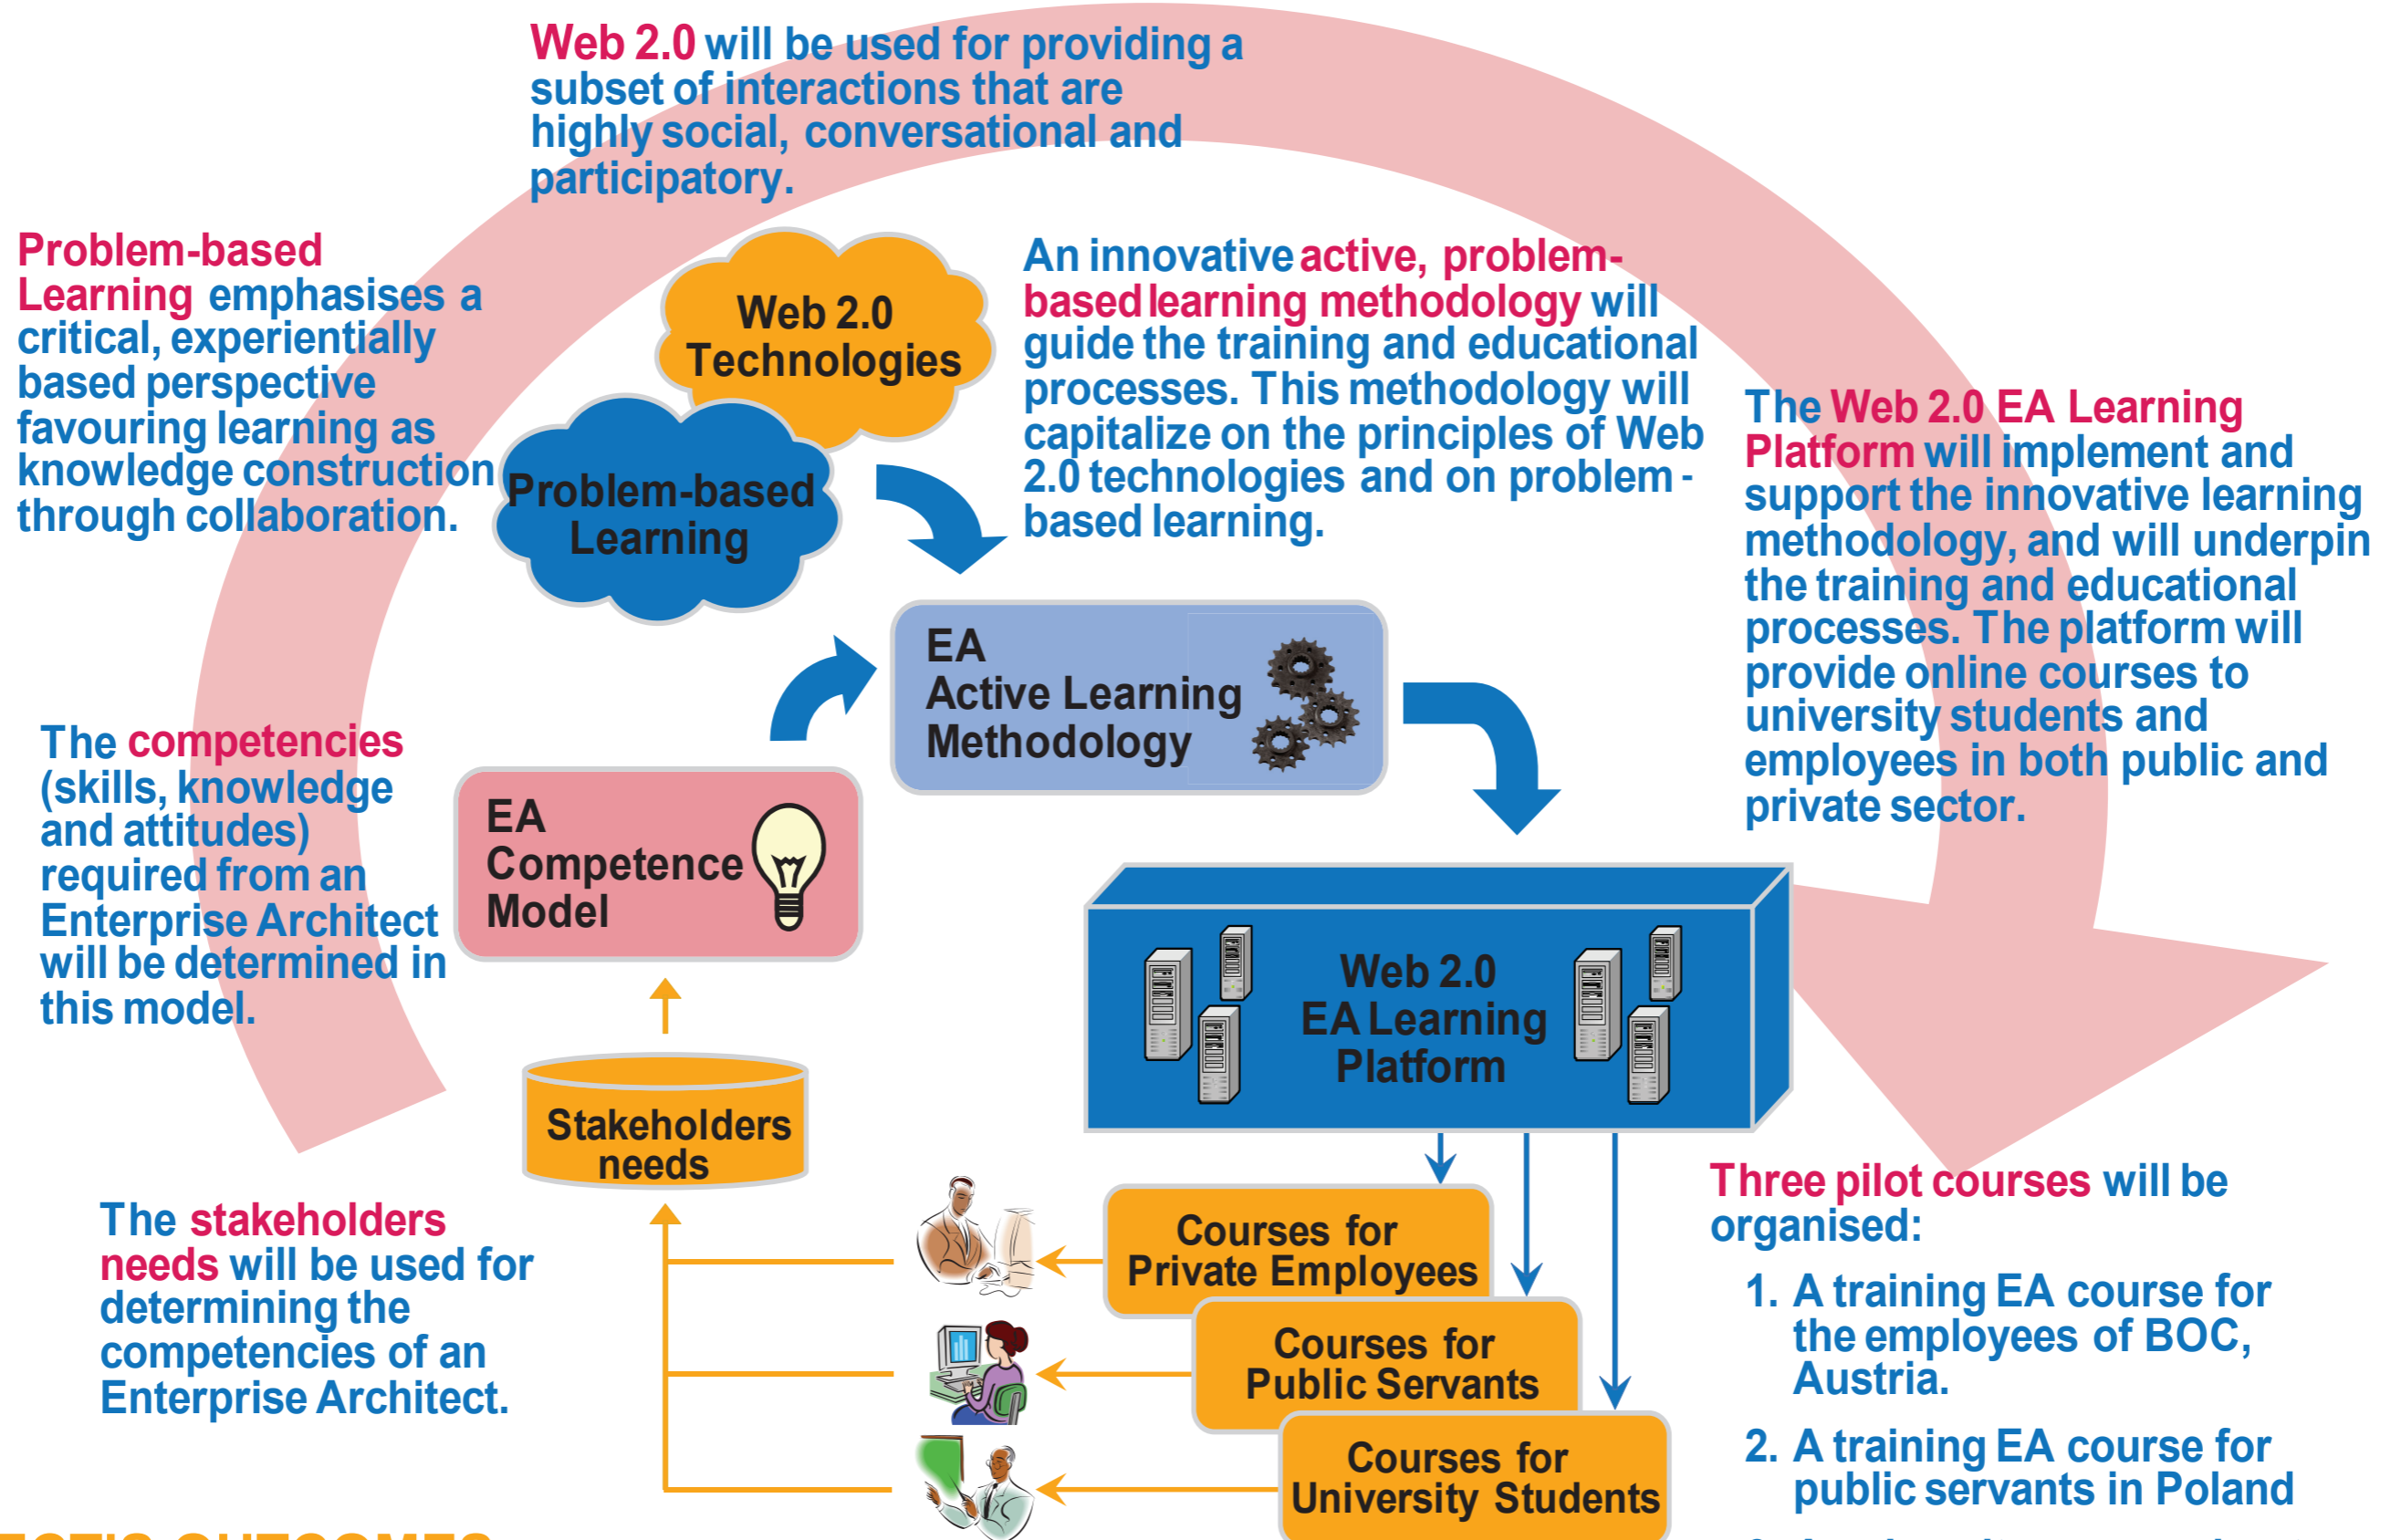 Web 2.0 will be used for providing a
subset of interactions that are
highly social, conversational and
participatory.
Problem-based
Learning emphasises a
critical, experientially
based perspective
favouring learning as
knowledge construction
through collaboration.
Web 2.0
Technologies
Problem-based
Learning
An innovative active, problem-
based learning methodology will
guide the training and educational
processes. This methodology will
capitalize on the principles of Web
2.0 technologies and on problem -
based learning.
The Web 2.0 EA Learning
Platform will implement and
support the innovative learning
methodology, and will underpin
the training and educational
processes. The platform will
provide online courses to
university students and
employees in both public and
private sector.
EA
Active Learning
Methodology
The competencies
(skills, knowledge
and attitudes)
required from an
Enterprise Architect
will be determined in
this model.
EA
Competence
Model
Web 2.0
EA Learning
Platform
Stakeholders
needs
The stakeholders
needs will be used for
determining the
competencies of an
Enterprise Architect.
Courses for
Private Employees
Courses for
Public Servants
Courses for
University Students
Three pilot courses will be
organised:
1. A training EA course for
the employees of BOC,
Austria.
2. A training EA course for
public servants in Poland